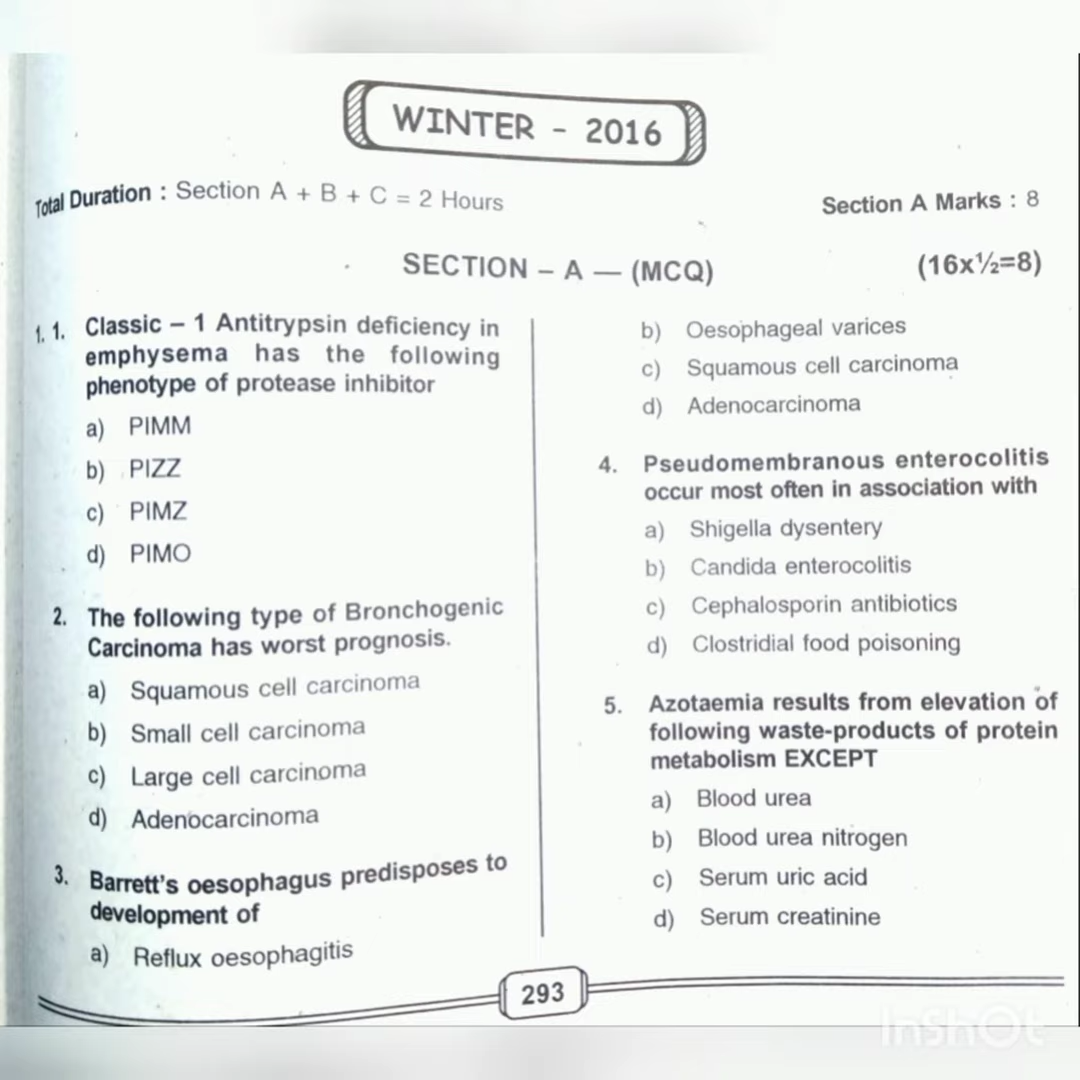 WINTER - 2016
Total Duration : Section A + B + C = 2 Hours
Section A Marks : 8
SECTION – A — (MCQ)
(16x½=8)
1. 1. Classic – 1 Antitrypsin deficiency in
emphysema has the following
phenotype of protease inhibitor
a) PIMM
b) PIZZ
c) PIMZ
d) PIMO
2. The following type of Bronchogenic
Carcinoma has worst prognosis.
a) Squamous cell carcinoma
b) Small cell carcinoma
c) Large cell carcinoma
d) Adenocarcinoma
3. Barrett's oesophagus predisposes to
development of
a) Reflux oesophagitis
b) Oesophageal varices
c) Squamous cell carcinoma
d) Adenocarcinoma
4. Pseudomembranous enterocolitis
occur most often in association with
a) Shigella dysentery
b) Candida enterocolitis
c) Cephalosporin antibiotics
d) Clostridial food poisoning
5. Azotaemia results from elevation of
following waste-products of protein
metabolism EXCEPT
a) Blood urea
b) Blood urea nitrogen
c) Serum uric acid
d) Serum creatinine
293
InShOt